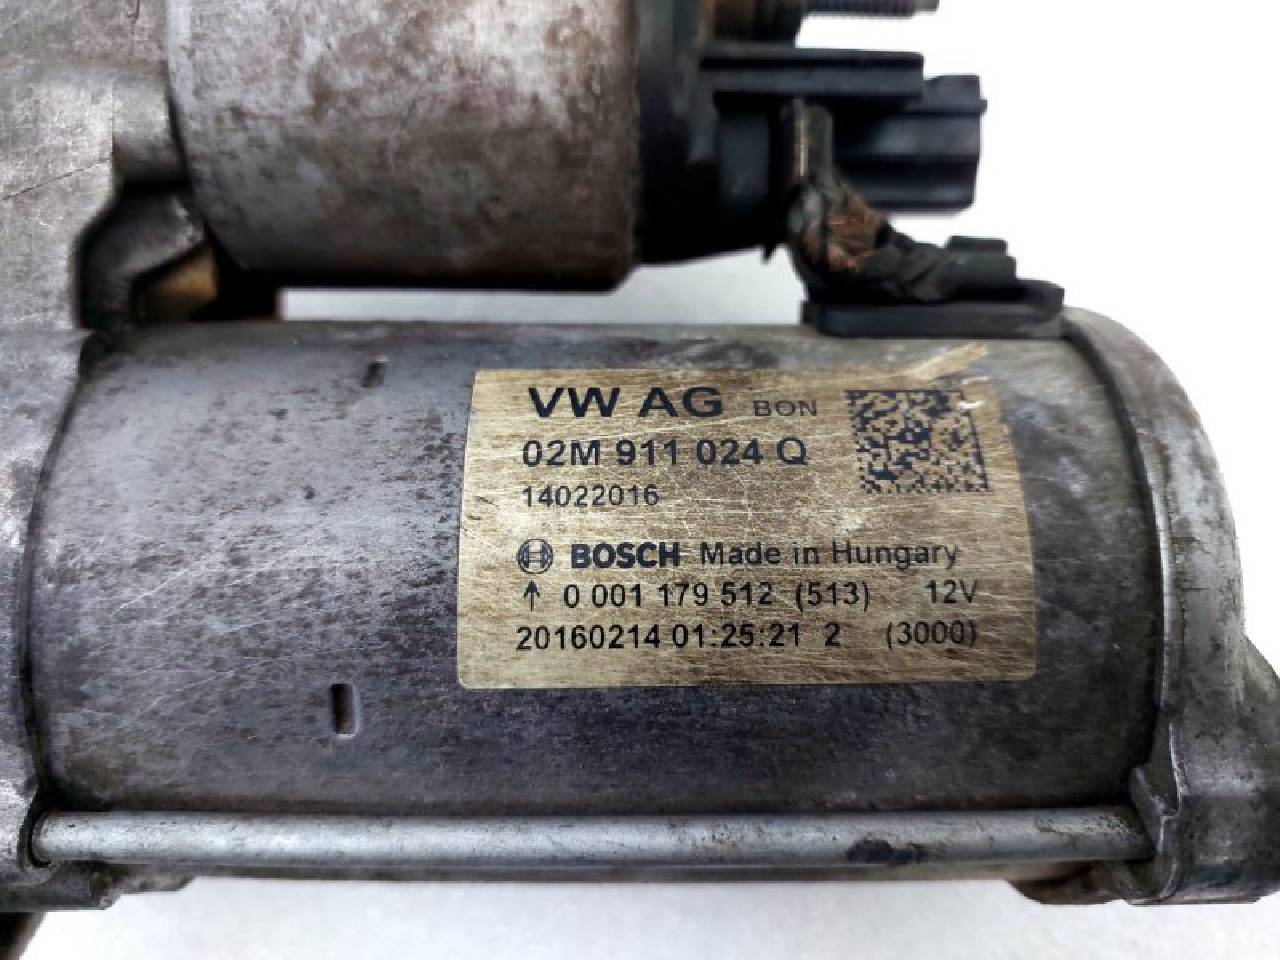 VW AG BON
02M 911 024 Q
14022016
BOSCH Made in Hungary
↑ 0 001 179 512 (513) 12V
20160214 01:25:21 2 (3000)